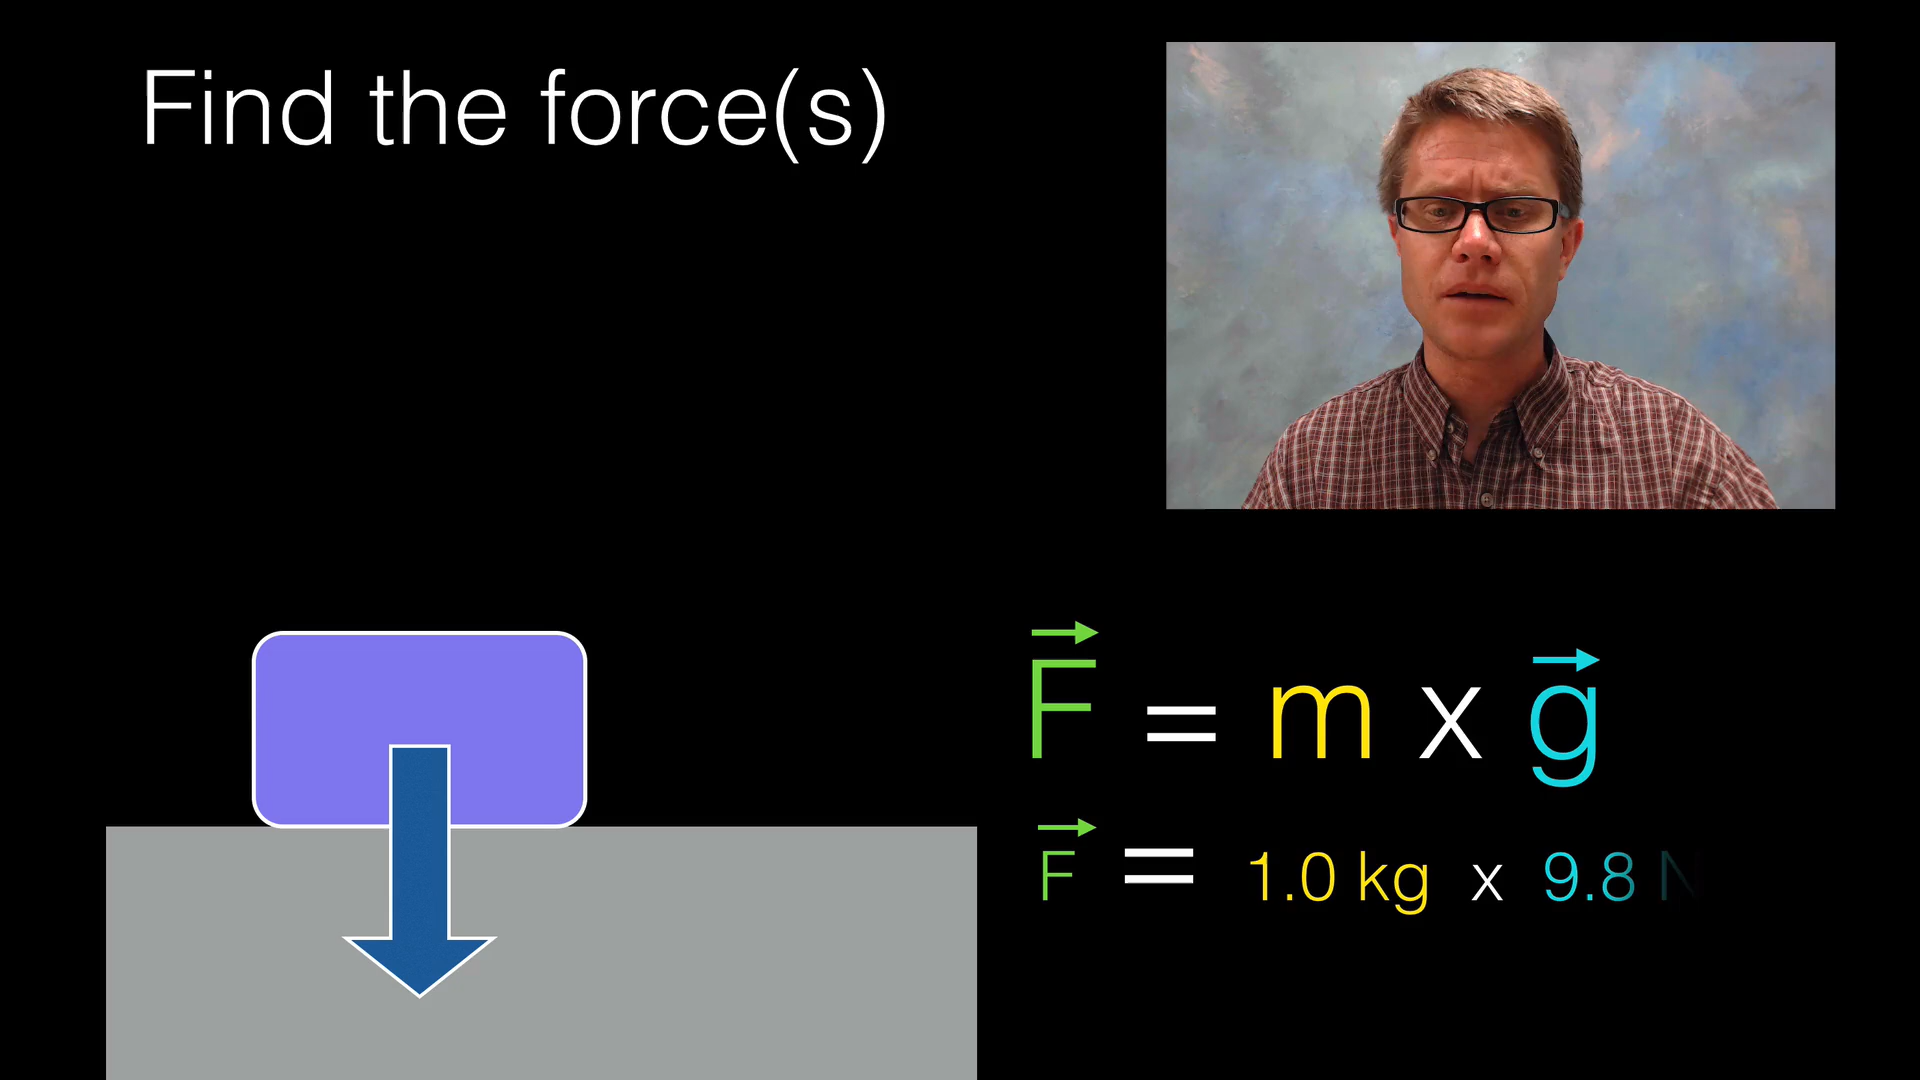 Find the force(s)
F = m x g
F = 1.0 kg x 9.8 N